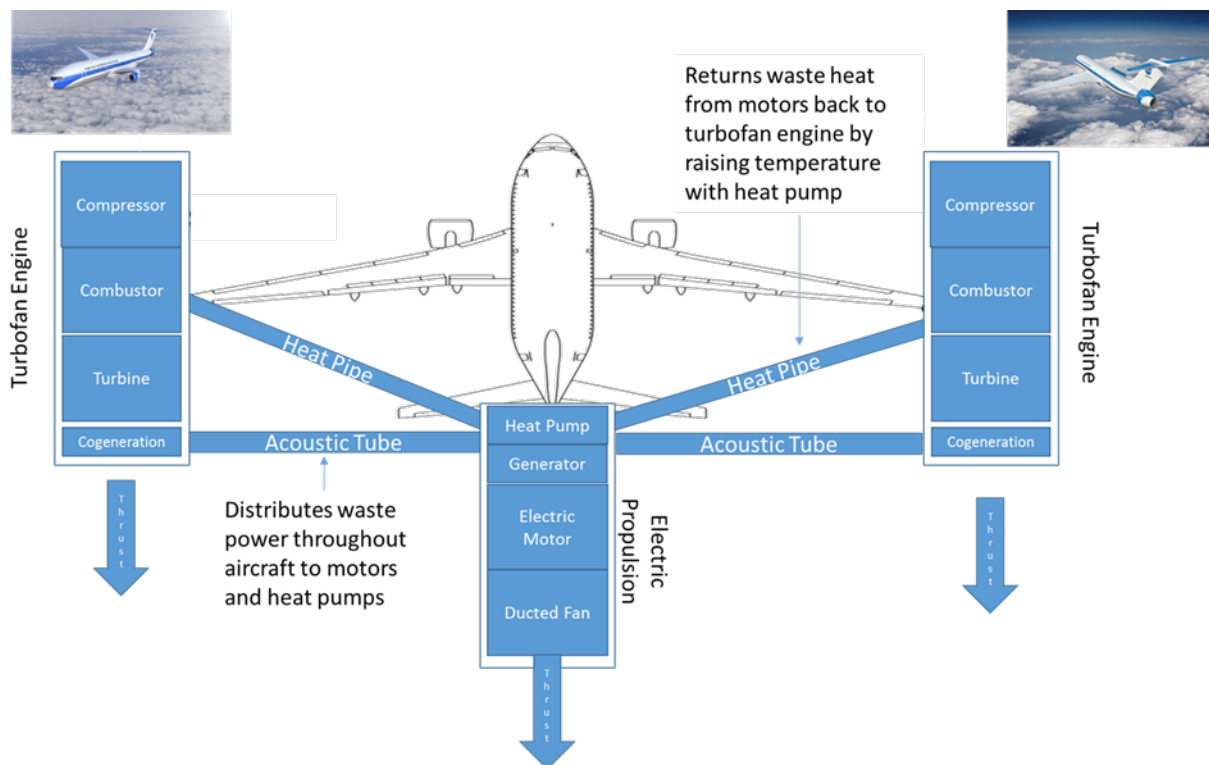 Returns waste heat
from motors back to
turbofan engine by
raising temperature
with heat pump
Turbofan Engine
Compressor
Combustor
Turbine
Cogeneration
Thrust
Heat Pipe
Acoustic Tube
Distributes waste
power throughout
aircraft to motors
and heat pumps
Heat Pump
Generator
Electric
Motor
Ducted Fan
Thrust
Electric
Propulsion
Heat Pipe
Acoustic Tube
Compressor
Combustor
Turbine
Cogeneration
Turbofan Engine
Thrust